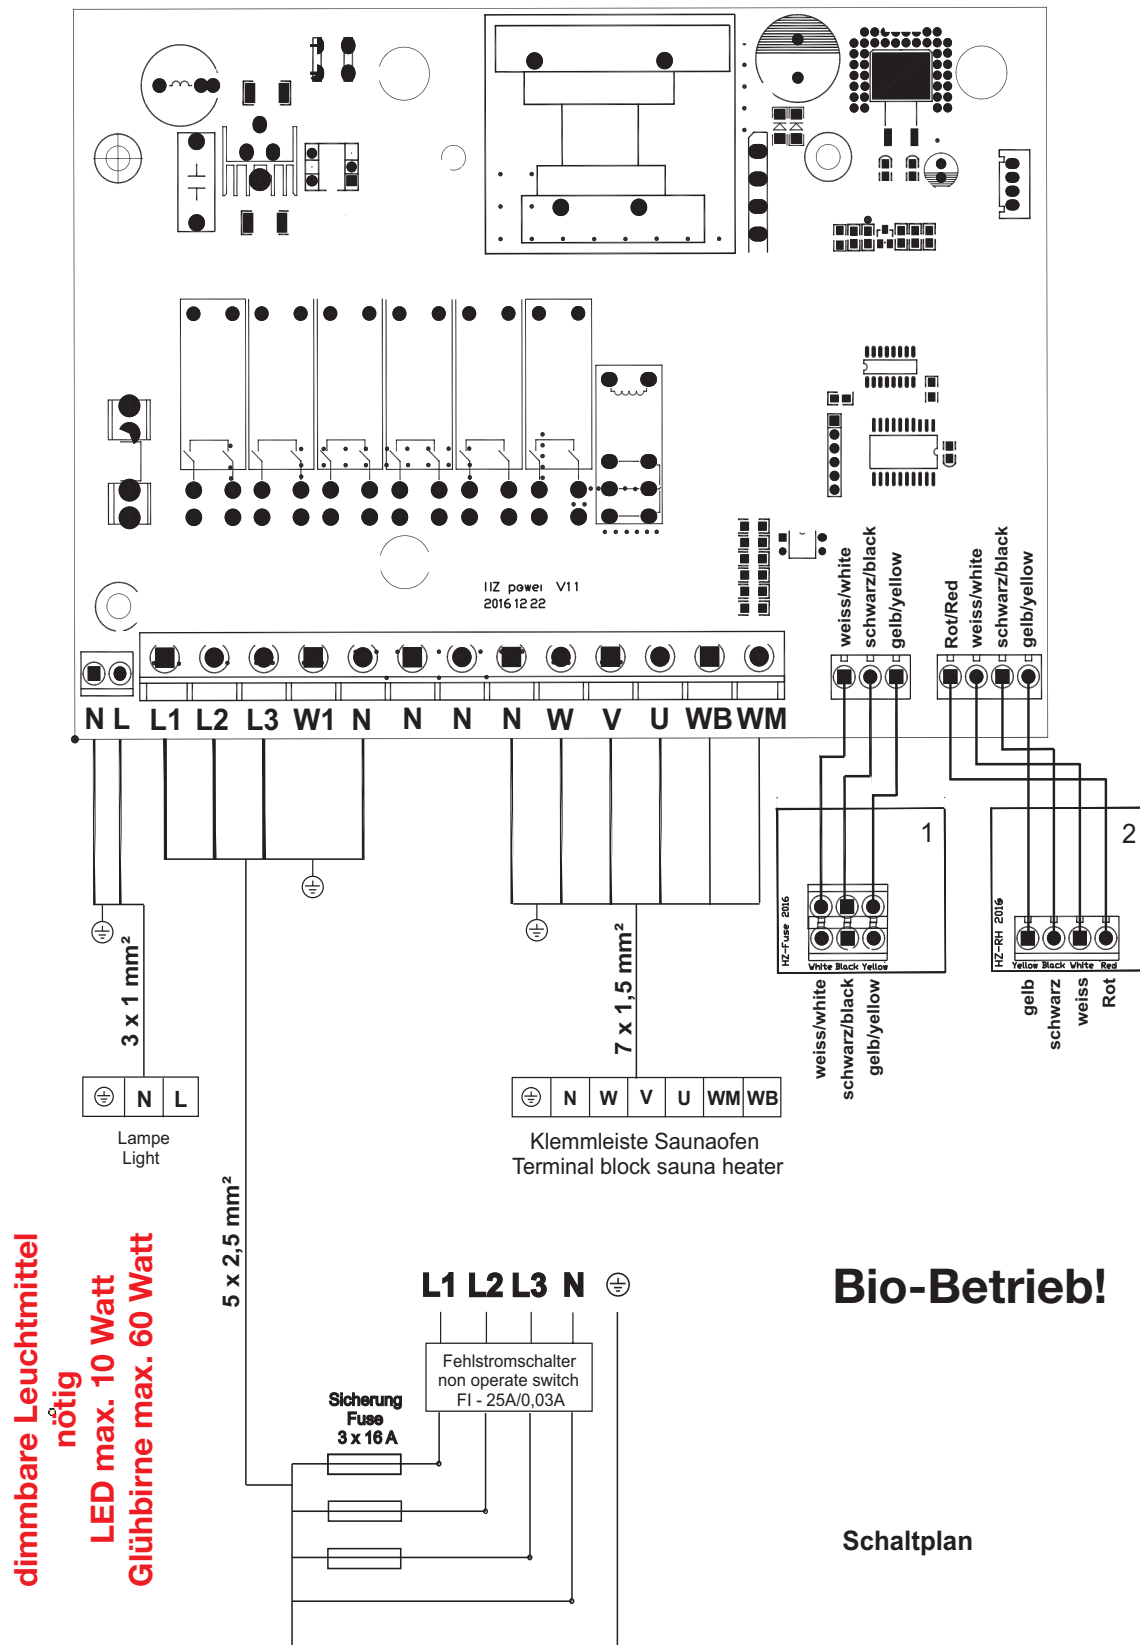 IIZ power V11
2016 12 22
weiss/white
schwarz/black
gelb/yellow
Rot/Red
weiss/white
schwarz/black
gelb/yellow
N L L1 L2 L3 W1 N N N N W V U WB WM
1
HZ-Fuse 2016
White Black Yellow
weiss/white
schwarz/black
gelb/yellow
2
HZ-RH 2016
Yellow Black White Red
gelb
schwarz
weiss
Rot
3 x 1 mm²
7 x 1,5 mm²
N L
Lampe
Light
N W V U WM WB
Klemmleiste Saunaofen
Terminal block sauna heater
5 x 2,5 mm²
L1 L2 L3 N
Fehlstromschalter
non operate switch
FI - 25A/0,03A
Sicherung
Fuse
3 x 16 A
dimmbare Leuchtmittel
nötig
LED max. 10 Watt
Glühbirne max. 60 Watt
Bio-Betrieb!
Schaltplan